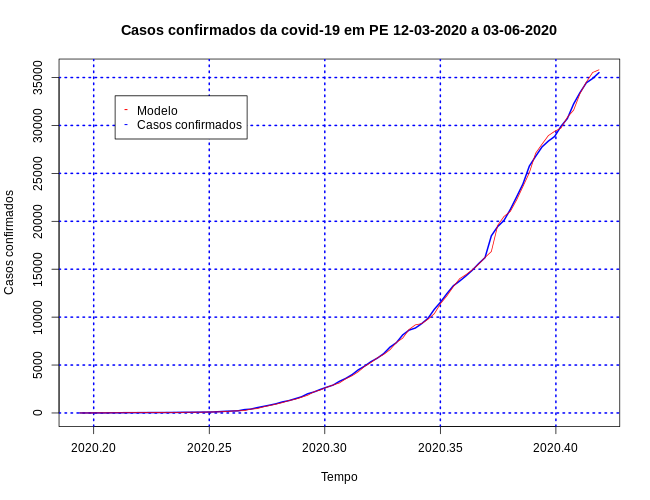 Casos confirmados da covid-19 em PE 12-03-2020 a 03-06-2020
35000
30000
25000
20000
15000
10000
5000
0
Casos confirmados
- Modelo
- Casos confirmados
2020.20 2020.25 2020.30 2020.35 2020.40
Tempo